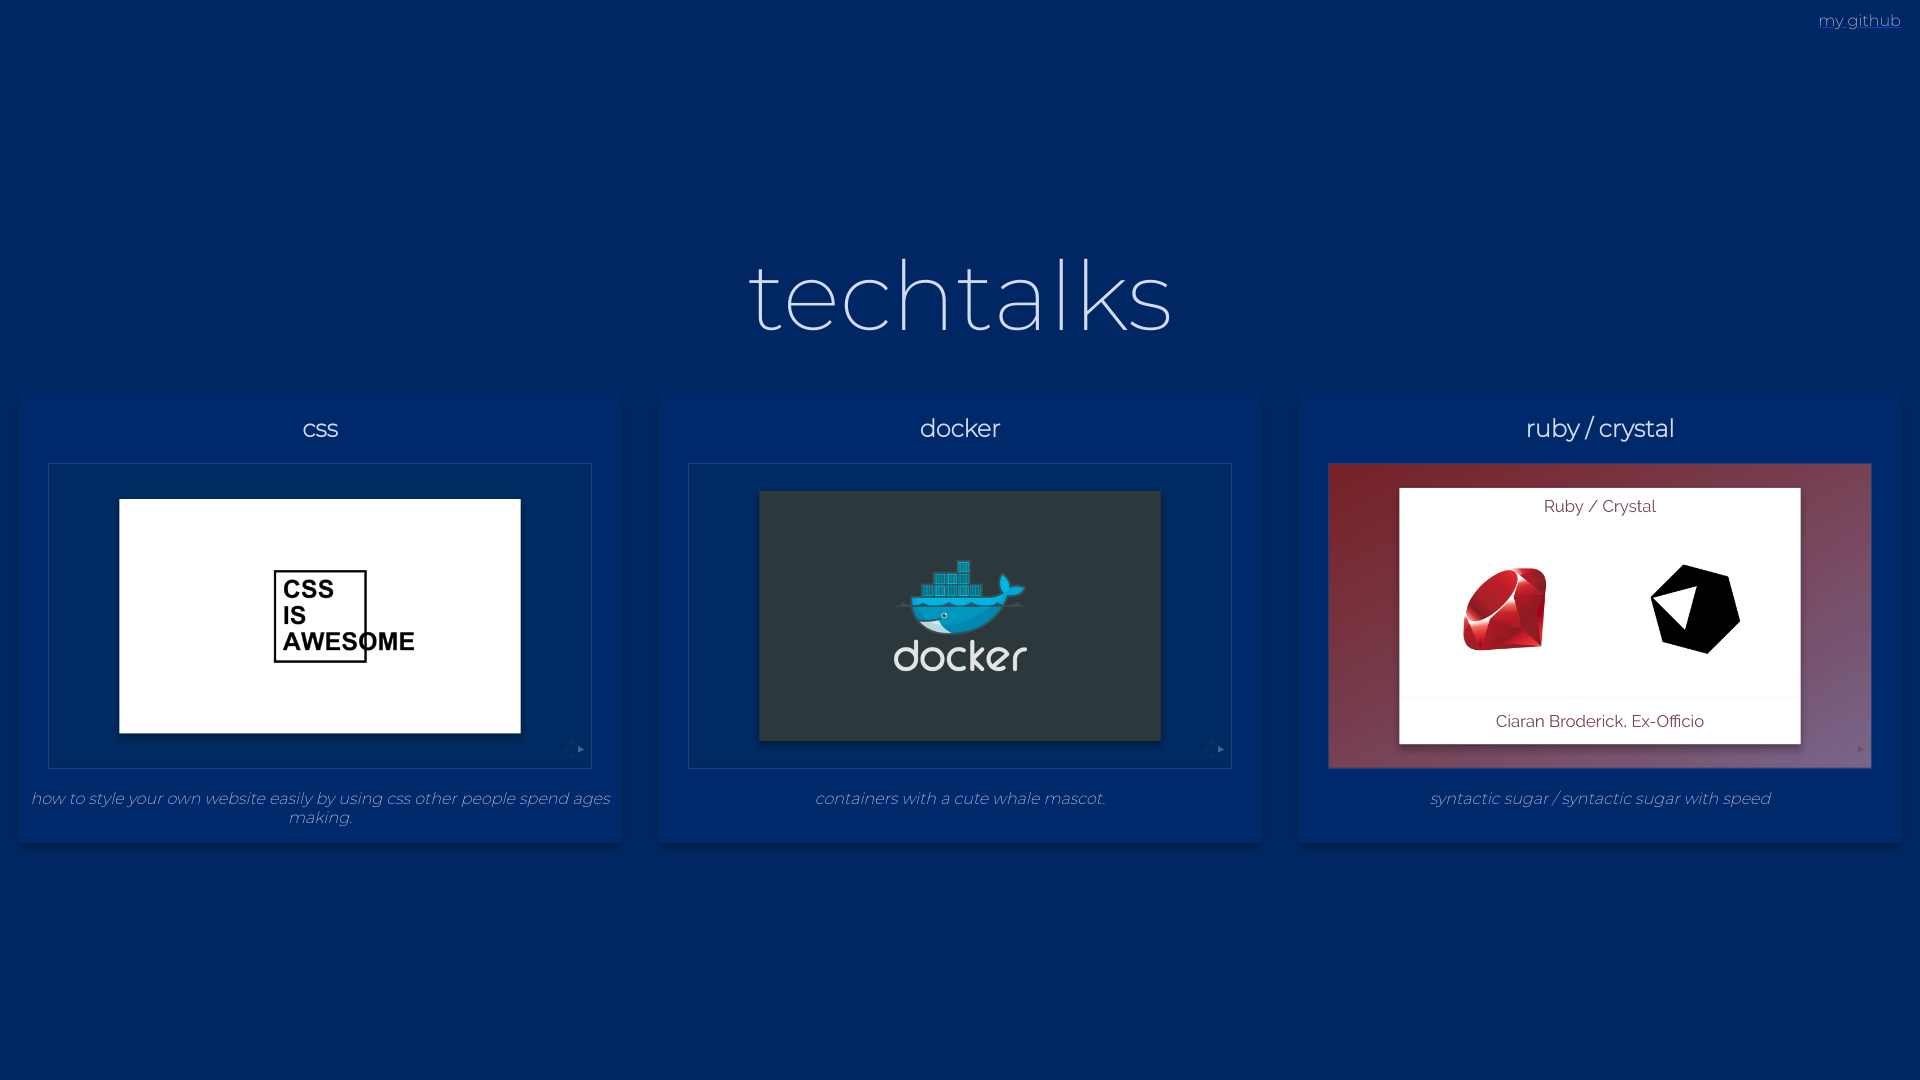 my github
techtalks
css
CSS
IS
AWESOME
how to style your own website easily by using css other people spend ages
making.
docker
docker
containers with a cute whale mascot.
ruby / crystal
Ruby / Crystal
Ciaran Broderick, Ex-Officio
syntactic sugar / syntactic sugar with speed